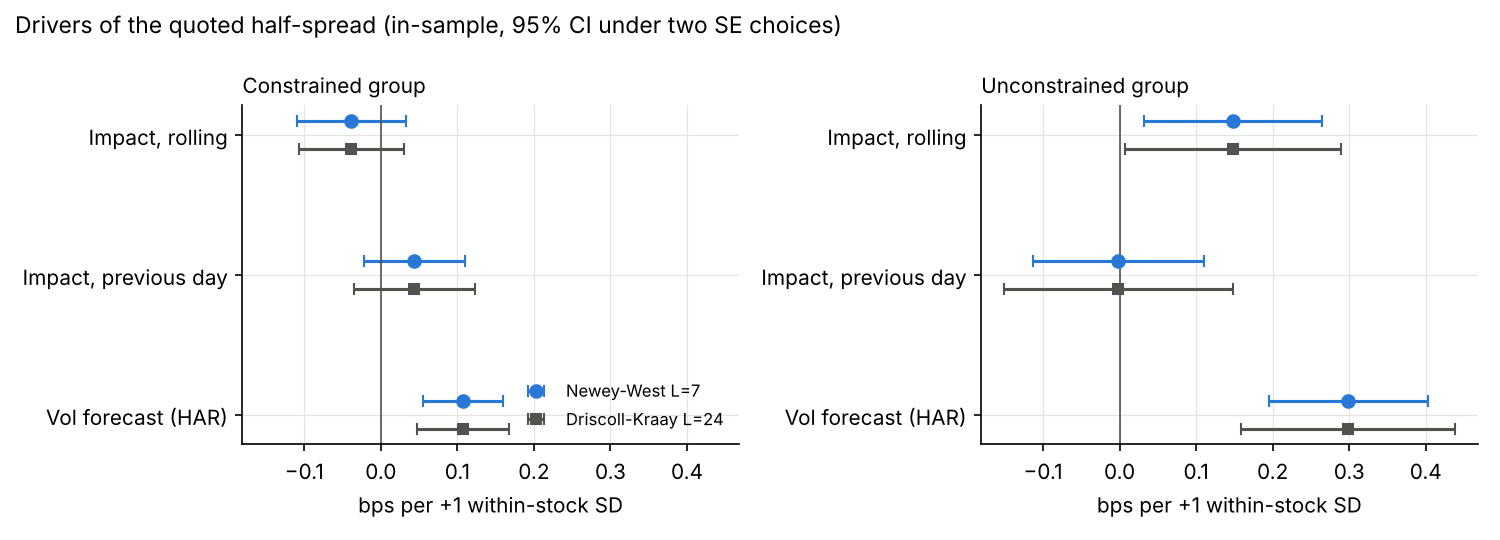 Drivers of the quoted half-spread (in-sample, 95% CI under two SE choices)
Constrained group
Impact, rolling
Impact, previous day
Vol forecast (HAR)
Newey-West L=7
Driscoll-Kraay L=24
−0.1 0.0 0.1 0.2 0.3 0.4
bps per +1 within-stock SD
Unconstrained group
Impact, rolling
Impact, previous day
Vol forecast (HAR)
−0.1 0.0 0.1 0.2 0.3 0.4
bps per +1 within-stock SD